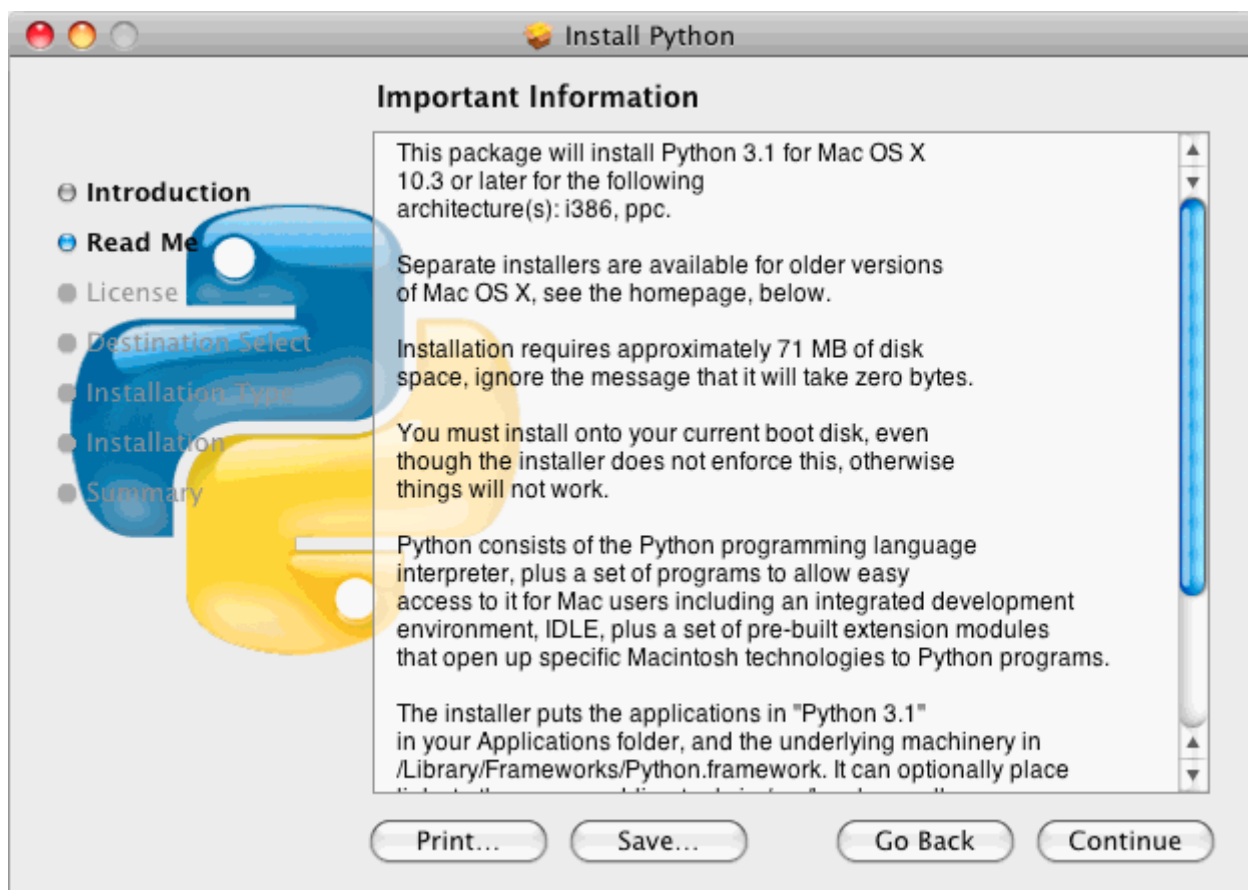 Install Python
Important Information
Introduction
Read Me
License
Destination Select
Installation Type
Installation
Summary
This package will install Python 3.1 for Mac OS X
10.3 or later for the following
architecture(s): i386, ppc.
Separate installers are available for older versions
of Mac OS X, see the homepage, below.
Installation requires approximately 71 MB of disk
space, ignore the message that it will take zero bytes.
You must install onto your current boot disk, even
though the installer does not enforce this, otherwise
things will not work.
Python consists of the Python programming language
interpreter, plus a set of programs to allow easy
access to it for Mac users including an integrated development
environment, IDLE, plus a set of pre-built extension modules
that open up specific Macintosh technologies to Python programs.
The installer puts the applications in "Python 3.1"
in your Applications folder, and the underlying machinery in
/Library/Frameworks/Python.framework. It can optionally place
Print...
Save...
Go Back
Continue